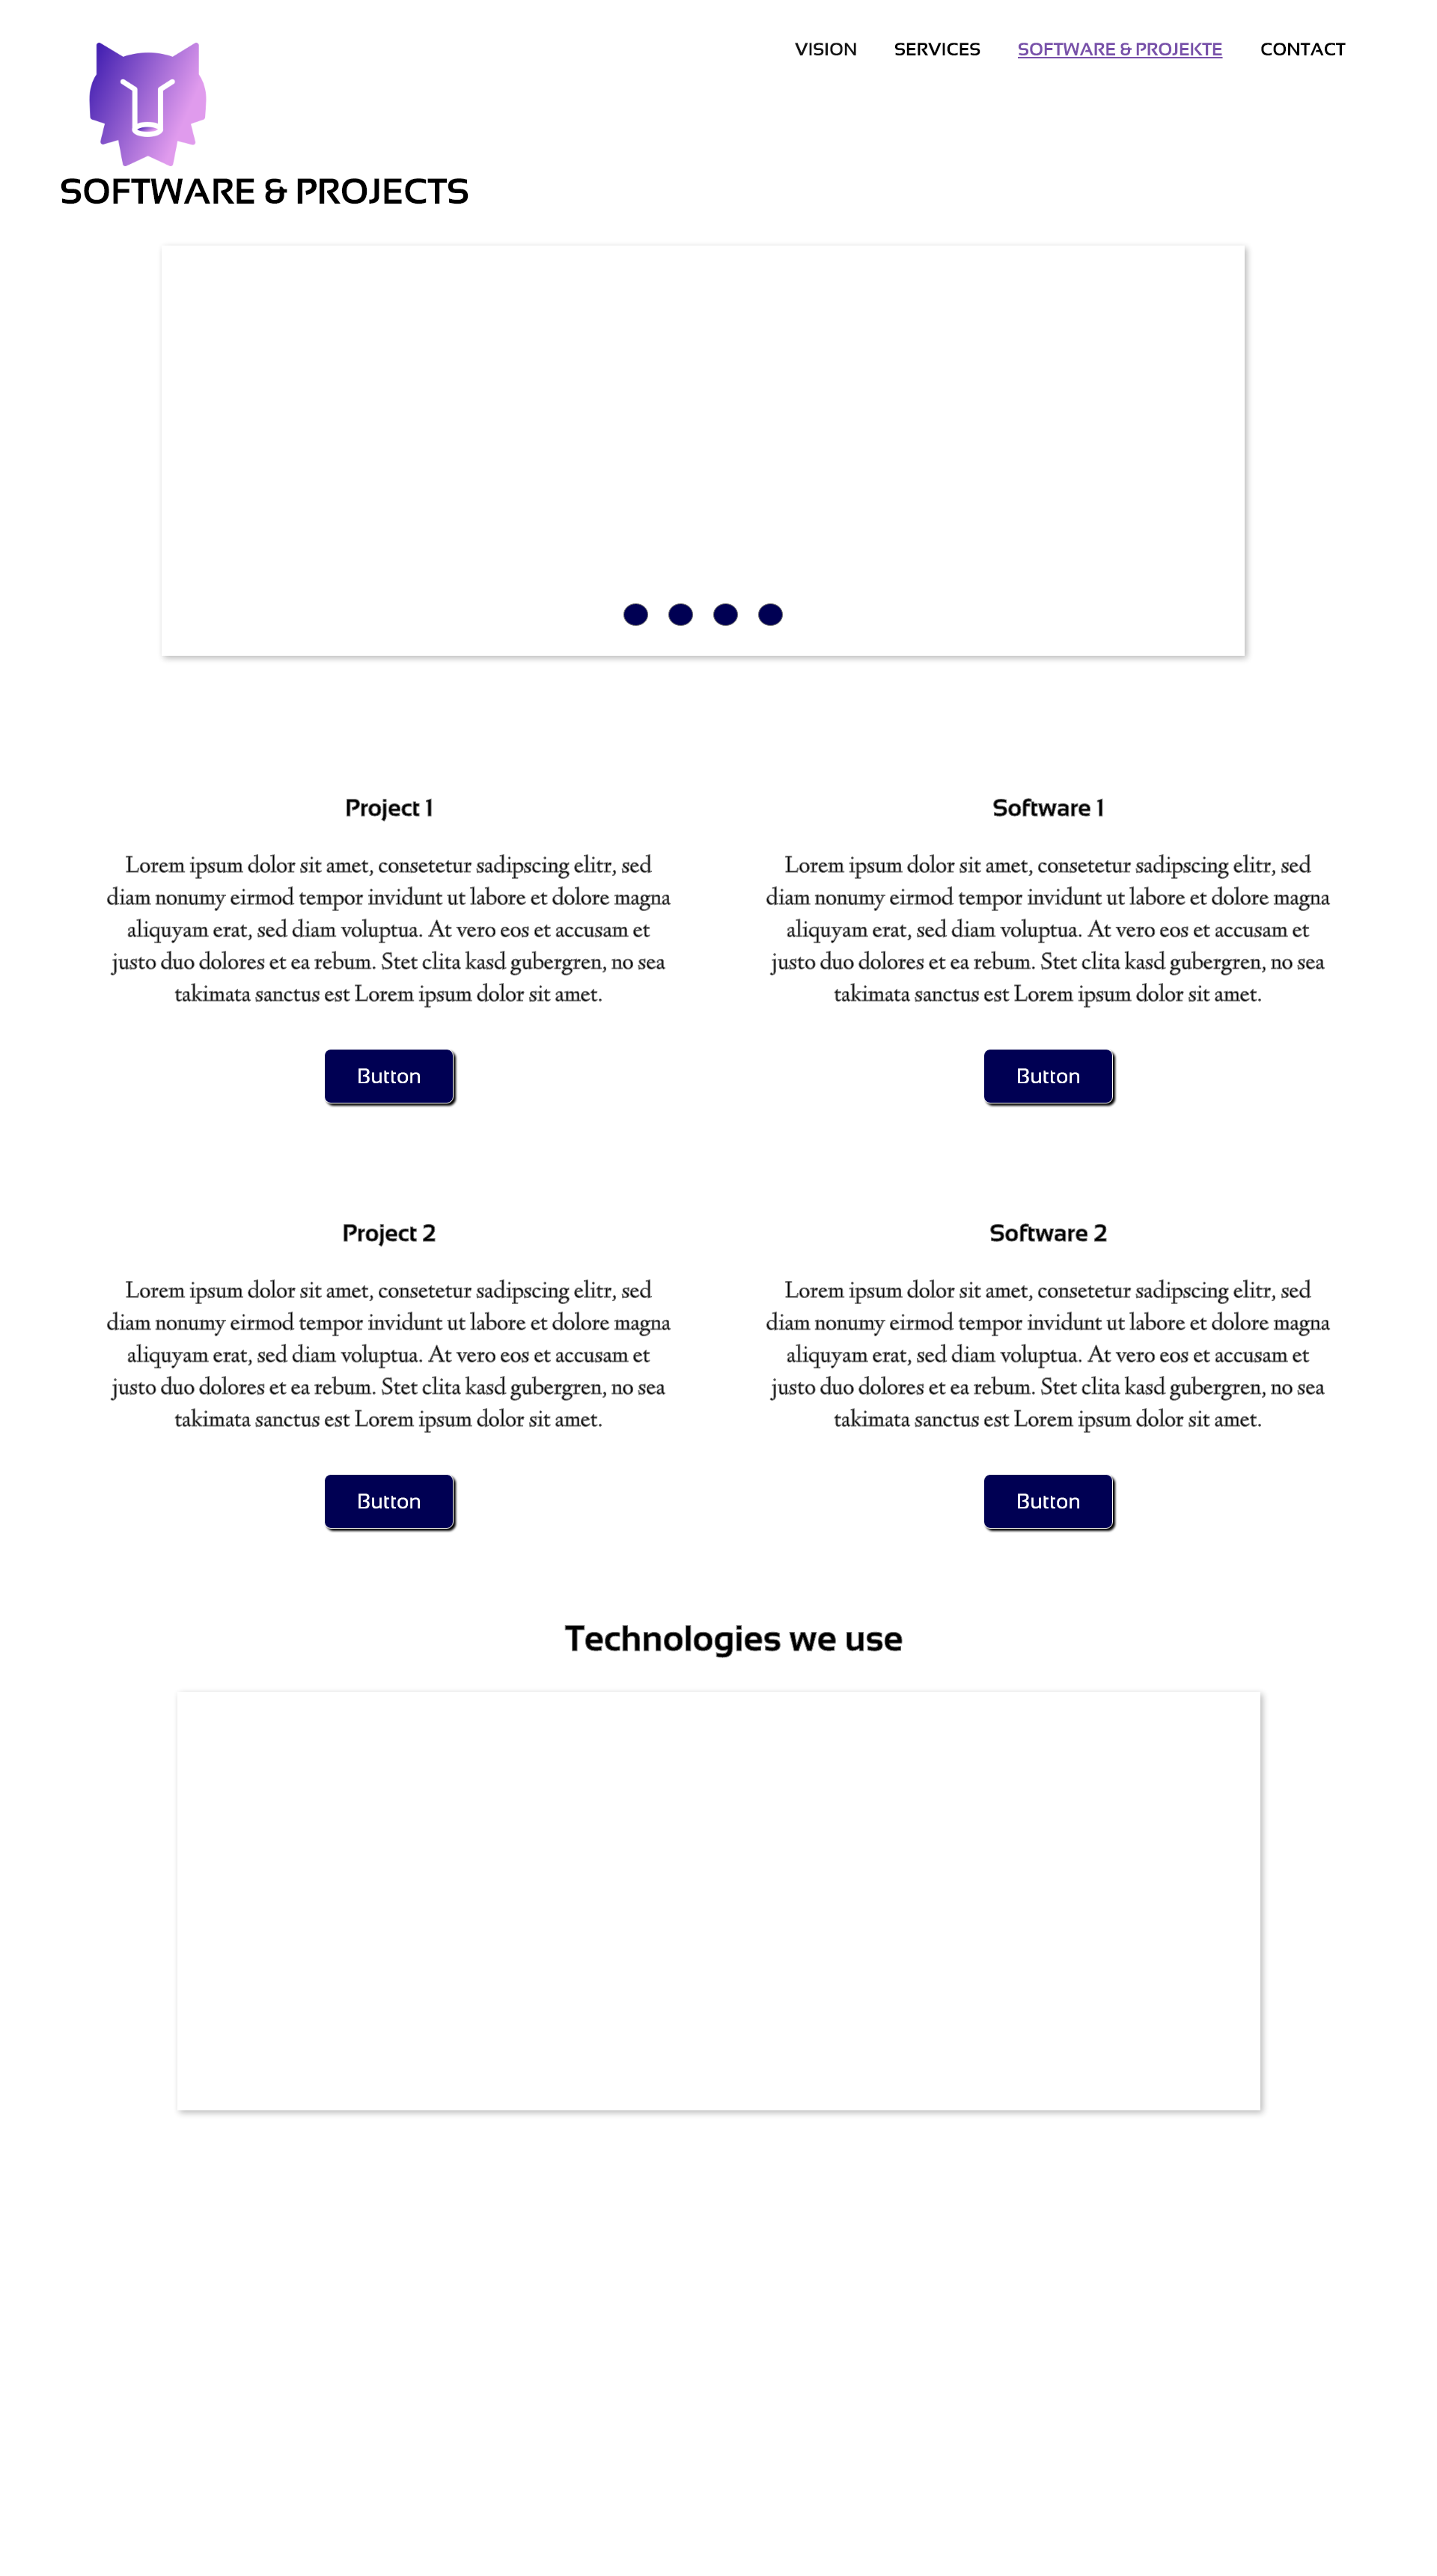 VISION SERVICES SOFTWARE & PROJEKTE CONTACT
SOFTWARE & PROJECTS
Project 1
Lorem ipsum dolor sit amet, consetetur sadipscing elitr, sed
diam nonumy eirmod tempor invidunt ut labore et dolore magna
aliquyam erat, sed diam voluptua. At vero eos et accusam et
justo duo dolores et ea rebum. Stet clita kasd gubergren, no sea
takimata sanctus est Lorem ipsum dolor sit amet.
Button
Software 1
Lorem ipsum dolor sit amet, consetetur sadipscing elitr, sed
diam nonumy eirmod tempor invidunt ut labore et dolore magna
aliquyam erat, sed diam voluptua. At vero eos et accusam et
justo duo dolores et ea rebum. Stet clita kasd gubergren, no sea
takimata sanctus est Lorem ipsum dolor sit amet.
Button
Project 2
Lorem ipsum dolor sit amet, consetetur sadipscing elitr, sed
diam nonumy eirmod tempor invidunt ut labore et dolore magna
aliquyam erat, sed diam voluptua. At vero eos et accusam et
justo duo dolores et ea rebum. Stet clita kasd gubergren, no sea
takimata sanctus est Lorem ipsum dolor sit amet.
Button
Software 2
Lorem ipsum dolor sit amet, consetetur sadipscing elitr, sed
diam nonumy eirmod tempor invidunt ut labore et dolore magna
aliquyam erat, sed diam voluptua. At vero eos et accusam et
justo duo dolores et ea rebum. Stet clita kasd gubergren, no sea
takimata sanctus est Lorem ipsum dolor sit amet.
Button
Technologies we use